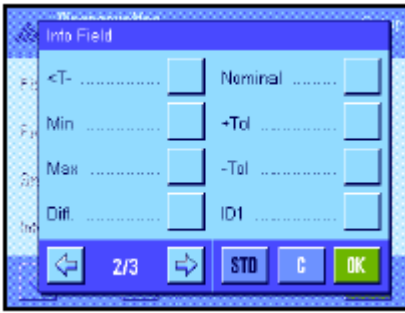 Info Field
<T- ............... Nominal ...............
Min ............... +Tol ...............
Max ............... -Tol ...............
Diff. ............... ID1 ...............
2/3 STD C OK